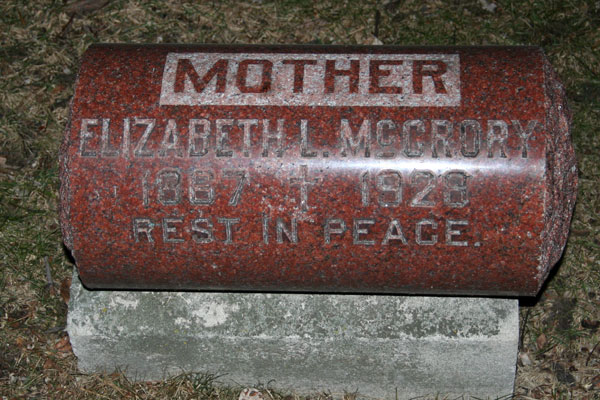 MOTHER
ELIZABETH L. MCCRORY
1867 † 1928
REST IN PEACE.